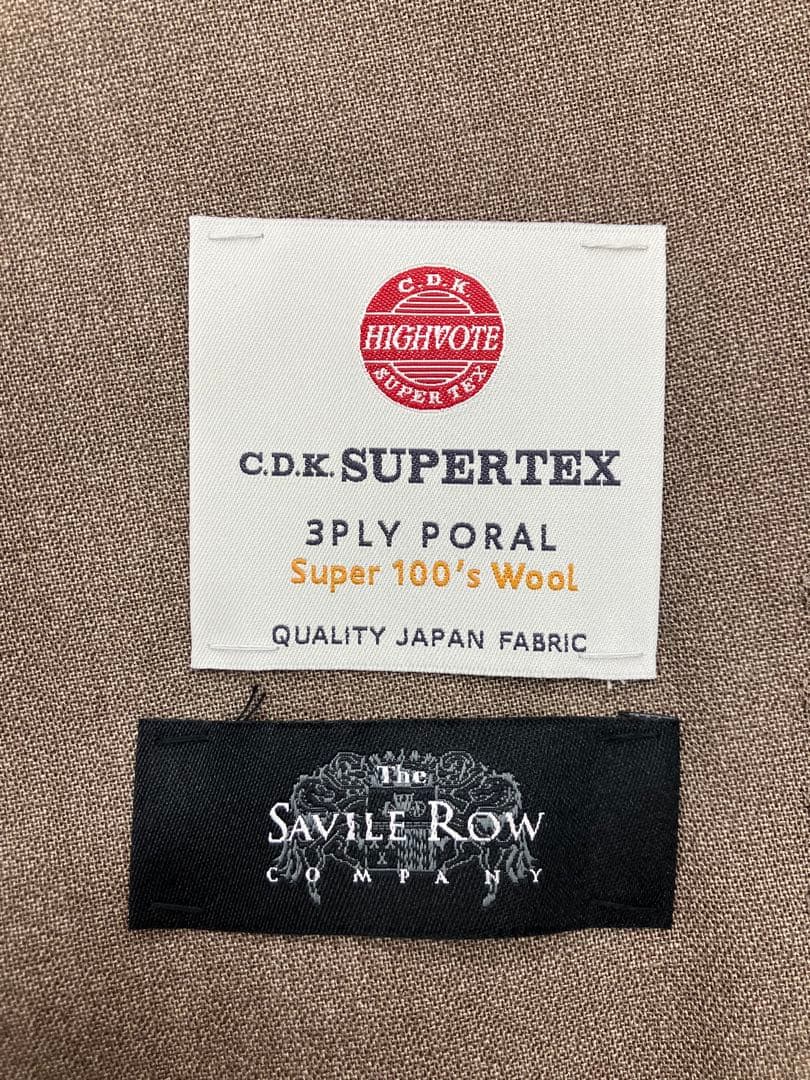 C.D.K.
HIGHVOTE
SUPER TEX
C.D.K. SUPERTEX
3PLY PORAL
Super 100's Wool
QUALITY JAPAN FABRIC
The
SAVILE ROW
COMPANY